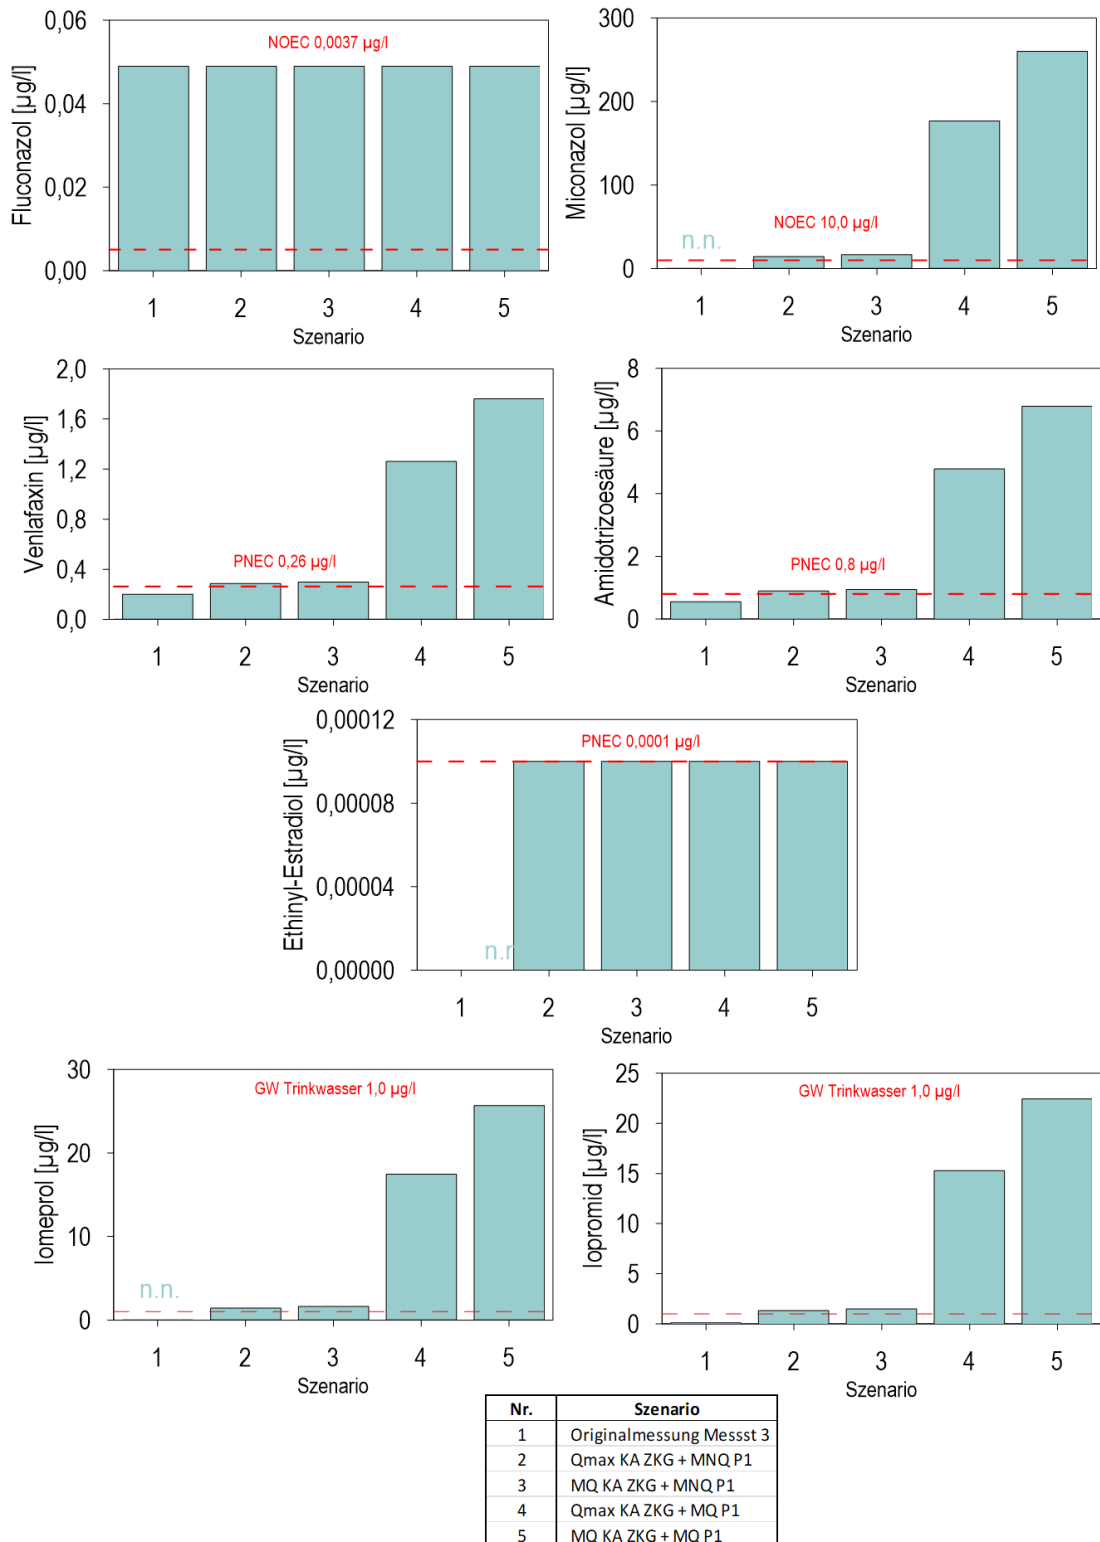 0,06
0,04
0,02
0,00
Fluconazol [µg/l]
NOEC 0,0037 µg/l
1 2 3 4 5
Szenario
300
200
100
0
Miconazol [µg/l]
n.n.
NOEC 10,0 µg/l
1 2 3 4 5
Szenario
2,0
1,6
1,2
0,8
0,4
0,0
Venlafaxin [µg/l]
PNEC 0,26 µg/l
1 2 3 4 5
Szenario
8
6
4
2
0
Amidotrizoesäure [µg/l]
PNEC 0,8 µg/l
1 2 3 4 5
Szenario
0,00012
0,00008
0,00004
0,00000
Ethinyl-Estradiol [µg/l]
PNEC 0,0001 µg/l
n.r
1 2 3 4 5
Szenario
30
20
10
0
Iomeprol [µg/l]
GW Trinkwasser 1,0 µg/l
n.n.
1 2 3 4 5
Szenario
25
20
15
10
5
0
Iopromid [µg/l]
GW Trinkwasser 1,0 µg/l
1 2 3 4 5
Szenario
Nr. Szenario
1 Originalmessung Messst 3
2 Qmax KA ZKG + MNQ P1
3 MQ KA ZKG + MNQ P1
4 Qmax KA ZKG + MQ P1
5 MQ KA ZKG + MQ P1